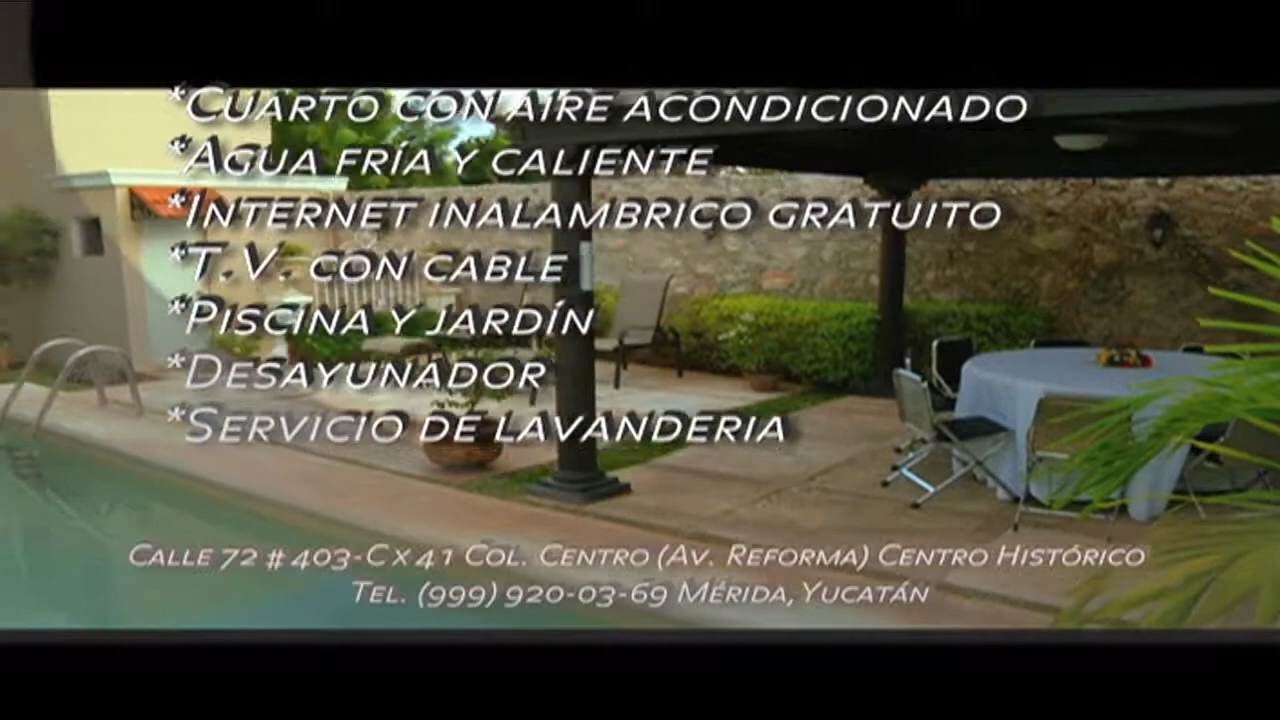 *CUARTO CON AIRE ACONDICIONADO
*AGUA FRÍA Y CALIENTE
*INTERNET INALAMBRICO GRATUITO
*T.V. CON CABLE
*PISCINA Y JARDÍN
*DESAYUNADOR
*SERVICIO DE LAVANDERIA
CALLE 72 # 403-C X 41 COL. CENTRO (AV. REFORMA) CENTRO HISTÓRICO
TEL. (999) 920-03-69 MÉRIDA, YUCATÁN